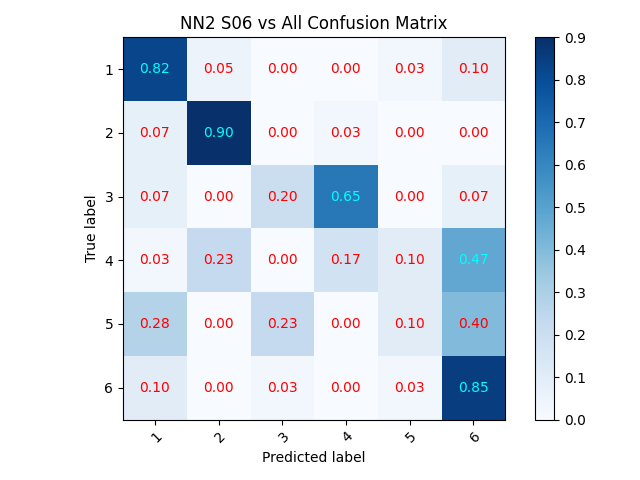 NN2 S06 vs All Confusion Matrix
True label
1 0.82 0.05 0.00 0.00 0.03 0.10
2 0.07 0.90 0.00 0.03 0.00 0.00
3 0.07 0.00 0.20 0.65 0.00 0.07
4 0.03 0.23 0.00 0.17 0.10 0.47
5 0.28 0.00 0.23 0.00 0.10 0.40
6 0.10 0.00 0.03 0.00 0.03 0.85
1 2 3 4 5 6
Predicted label
0.9
0.8
0.7
0.6
0.5
0.4
0.3
0.2
0.1
0.0